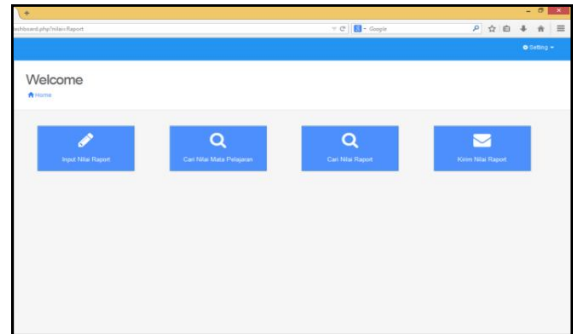 ashboard.php?nilai=Raport
Google
Setting
Welcome
Home
Input Nilai Raport
Cari Nilai Mata Pelajaran
Cari Nilai Raport
Kirim Nilai Raport